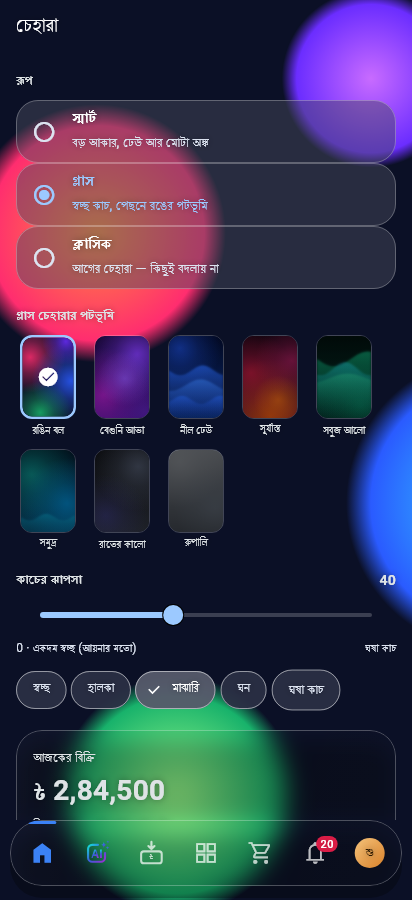 চেহারা
রূপ
স্মার্ট
বড় আকার, ঢেউ আর মোটা অঙ্ক
গ্লাস
স্বচ্ছ কাচ, পেছনে রঙের পটভূমি
ক্লাসিক
আগের চেহারা — কিছুই বদলায় না
গ্লাস চেহারার পটভূমি
রঙিন বল
বেগুনি আভা
নীল ঢেউ
সূর্যাস্ত
সবুজ আলো
সমুদ্র
রাতের কালো
রুপালি
কাচের ঝাপসা
40
0 · একদম স্বচ্ছ (আয়নার মতো)
ঘষা কাচ
স্বচ্ছ
হালকা
মাঝারি
ঘন
ঘষা কাচ
আজকের বিক্রি
৳ 2,84,500
AI
৳
20
শু